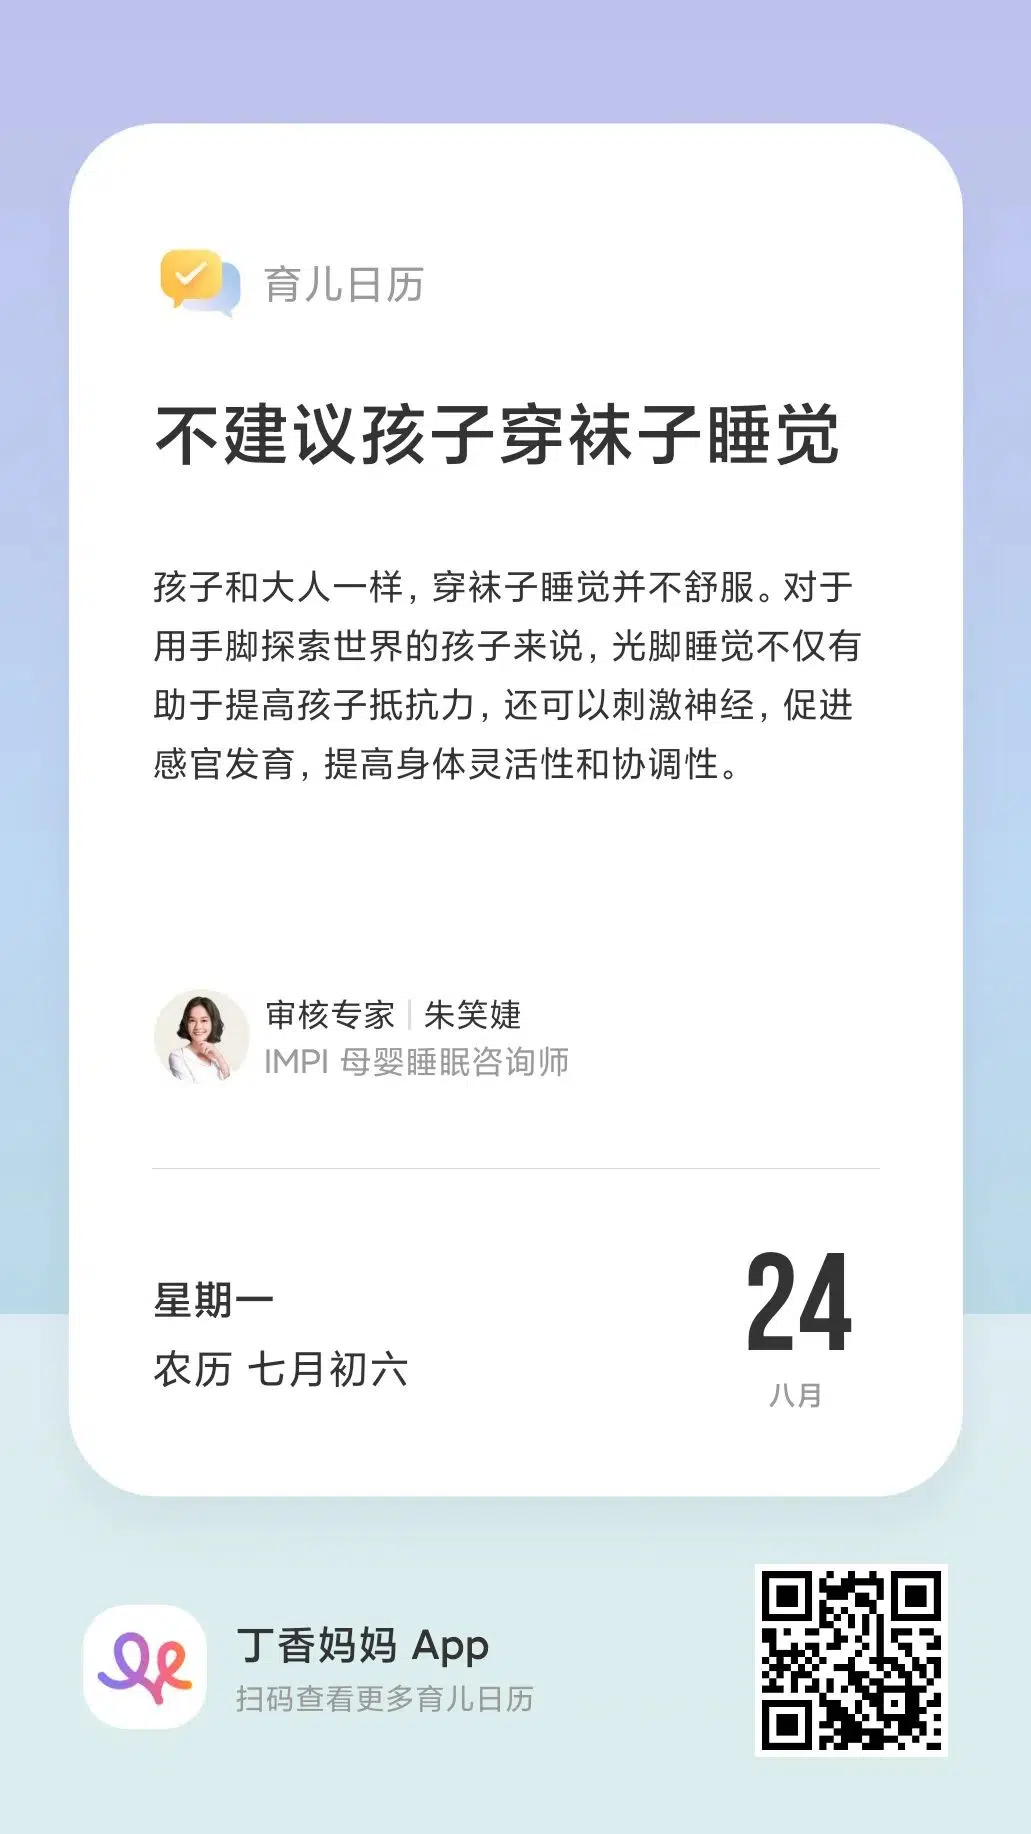 育儿日历
不建议孩子穿袜子睡觉
孩子和大人一样，穿袜子睡觉并不舒服。对于
用手脚探索世界的孩子来说，光脚睡觉不仅有
助于提高孩子抵抗力，还可以刺激神经，促进
感官发育，提高身体灵活性和协调性。
审核专家 | 朱笑婕
IMPI 母婴睡眠咨询师
星期一
农历 七月初六
24
八月
丁香妈妈 App
扫码查看更多育儿日历